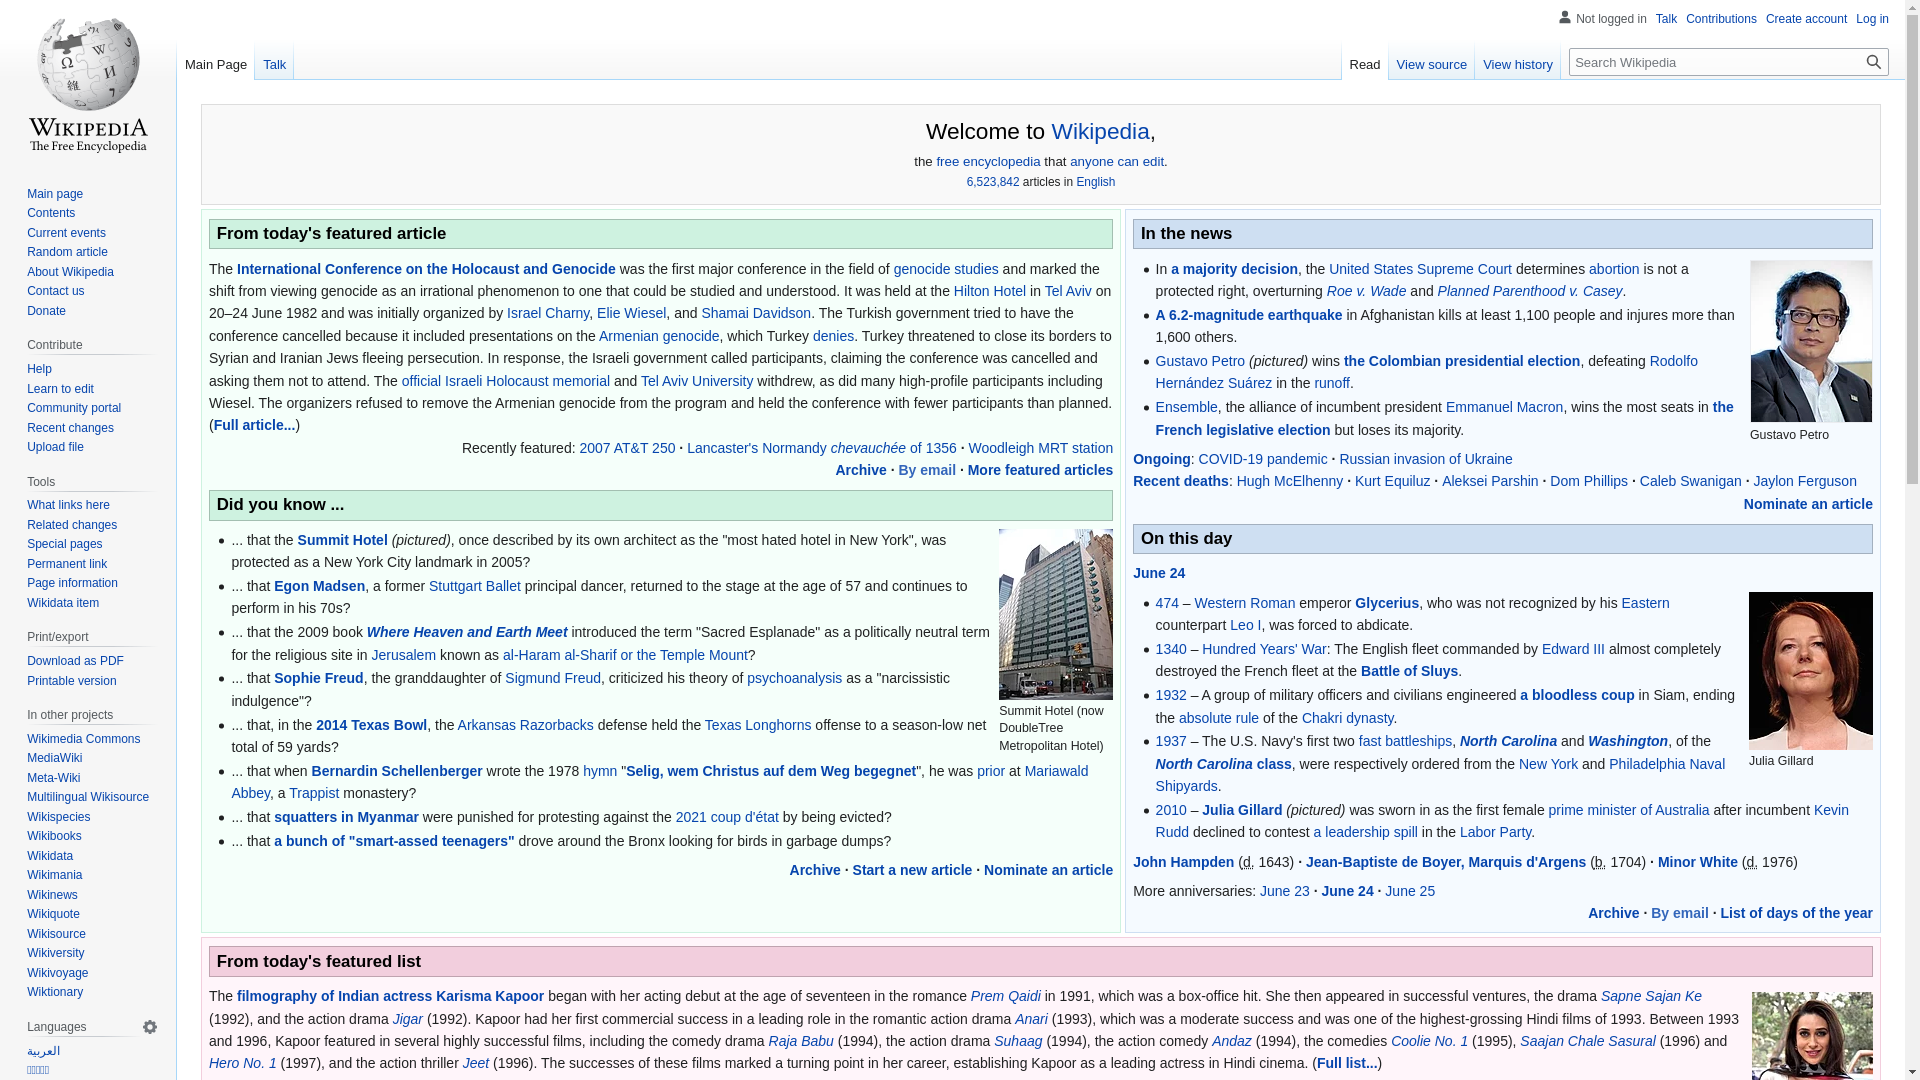 Not logged in Talk Contributions Create account Log in
Main Page Talk
Read View source View history
Search Wikipedia
WIKIPEDIA
The Free Encyclopedia
Main page
Contents
Current events
Random article
About Wikipedia
Contact us
Donate
Contribute
Help
Learn to edit
Community portal
Recent changes
Upload file
Tools
What links here
Related changes
Special pages
Permanent link
Page information
Wikidata item
Print/export
Download as PDF
Printable version
In other projects
Wikimedia Commons
MediaWiki
Meta-Wiki
Multilingual Wikisource
Wikispecies
Wikibooks
Wikidata
Wikimania
Wikinews
Wikiquote
Wikisource
Wikiversity
Wikivoyage
Wiktionary
Languages
العربية
Welcome to Wikipedia,
the free encyclopedia that anyone can edit.
6,523,842 articles in English
From today's featured article
The International Conference on the Holocaust and Genocide was the first major conference in the field of genocide studies and marked the
shift from viewing genocide as an irrational phenomenon to one that could be studied and understood. It was held at the Hilton Hotel in Tel Aviv on
20–24 June 1982 and was initially organized by Israel Charny, Elie Wiesel, and Shamai Davidson. The Turkish government tried to have the
conference cancelled because it included presentations on the Armenian genocide, which Turkey denies. Turkey threatened to close its borders to
Syrian and Iranian Jews fleeing persecution. In response, the Israeli government called participants, claiming the conference was cancelled and
asking them not to attend. The official Israeli Holocaust memorial and Tel Aviv University withdrew, as did many high-profile participants including
Wiesel. The organizers refused to remove the Armenian genocide from the program and held the conference with fewer participants than planned.
(Full article...)
Recently featured: 2007 AT&T 250 · Lancaster's Normandy chevauchée of 1356 · Woodleigh MRT station
Archive · By email · More featured articles
Did you know ...
... that the Summit Hotel (pictured), once described by its own architect as the "most hated hotel in New York", was
protected as a New York City landmark in 2005?
... that Egon Madsen, a former Stuttgart Ballet principal dancer, returned to the stage at the age of 57 and continues to
perform in his 70s?
... that the 2009 book Where Heaven and Earth Meet introduced the term "Sacred Esplanade" as a politically neutral term
for the religious site in Jerusalem known as al-Haram al-Sharif or the Temple Mount?
... that Sophie Freud, the granddaughter of Sigmund Freud, criticized his theory of psychoanalysis as a "narcissistic
indulgence"?
... that, in the 2014 Texas Bowl, the Arkansas Razorbacks defense held the Texas Longhorns offense to a season-low net
total of 59 yards?
... that when Bernardin Schellenberger wrote the 1978 hymn "Selig, wem Christus auf dem Weg begegnet", he was prior at Mariawald
Abbey, a Trappist monastery?
... that squatters in Myanmar were punished for protesting against the 2021 coup d'état by being evicted?
... that a bunch of "smart-assed teenagers" drove around the Bronx looking for birds in garbage dumps?
Summit Hotel (now
DoubleTree
Metropolitan Hotel)
Archive · Start a new article · Nominate an article
In the news
In a majority decision, the United States Supreme Court determines abortion is not a
protected right, overturning Roe v. Wade and Planned Parenthood v. Casey.
A 6.2-magnitude earthquake in Afghanistan kills at least 1,100 people and injures more than
1,600 others.
Gustavo Petro (pictured) wins the Colombian presidential election, defeating Rodolfo
Hernández Suárez in the runoff.
Ensemble, the alliance of incumbent president Emmanuel Macron, wins the most seats in the
French legislative election but loses its majority.
Gustavo Petro
Ongoing: COVID-19 pandemic · Russian invasion of Ukraine
Recent deaths: Hugh McElhenny · Kurt Equiluz · Aleksei Parshin · Dom Phillips · Caleb Swanigan · Jaylon Ferguson
Nominate an article
On this day
June 24
474 – Western Roman emperor Glycerius, who was not recognized by his Eastern
counterpart Leo I, was forced to abdicate.
1340 – Hundred Years' War: The English fleet commanded by Edward III almost completely
destroyed the French fleet at the Battle of Sluys.
1932 – A group of military officers and civilians engineered a bloodless coup in Siam, ending
the absolute rule of the Chakri dynasty.
1937 – The U.S. Navy's first two fast battleships, North Carolina and Washington, of the
North Carolina class, were respectively ordered from the New York and Philadelphia Naval
Shipyards.
2010 – Julia Gillard (pictured) was sworn in as the first female prime minister of Australia after incumbent Kevin
Rudd declined to contest a leadership spill in the Labor Party.
Julia Gillard
John Hampden (d. 1643) · Jean-Baptiste de Boyer, Marquis d'Argens (b. 1704) · Minor White (d. 1976)
More anniversaries: June 23 · June 24 · June 25
Archive · By email · List of days of the year
From today's featured list
The filmography of Indian actress Karisma Kapoor began with her acting debut at the age of seventeen in the romance Prem Qaidi in 1991, which was a box-office hit. She then appeared in successful ventures, the drama Sapne Sajan Ke
(1992), and the action drama Jigar (1992). Kapoor had her first commercial success in a leading role in the romantic action drama Anari (1993), which was a moderate success and was one of the highest-grossing Hindi films of 1993. Between 1993
and 1996, Kapoor featured in several highly successful films, including the comedy drama Raja Babu (1994), the action drama Suhaag (1994), the action comedy Andaz (1994), the comedies Coolie No. 1 (1995), Saajan Chale Sasural (1996) and
Hero No. 1 (1997), and the action thriller Jeet (1996). The successes of these films marked a turning point in her career, establishing Kapoor as a leading actress in Hindi cinema. (Full list...)